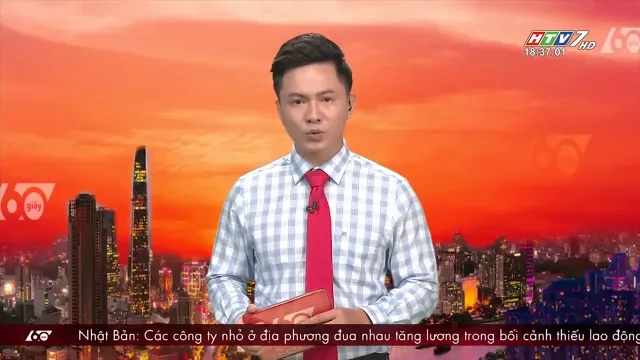 HTV7 HD
18:37:01
60
giây
60 Nhật Bản: Các công ty nhỏ ở địa phương đua nhau tăng lương trong bối cảnh thiếu lao động